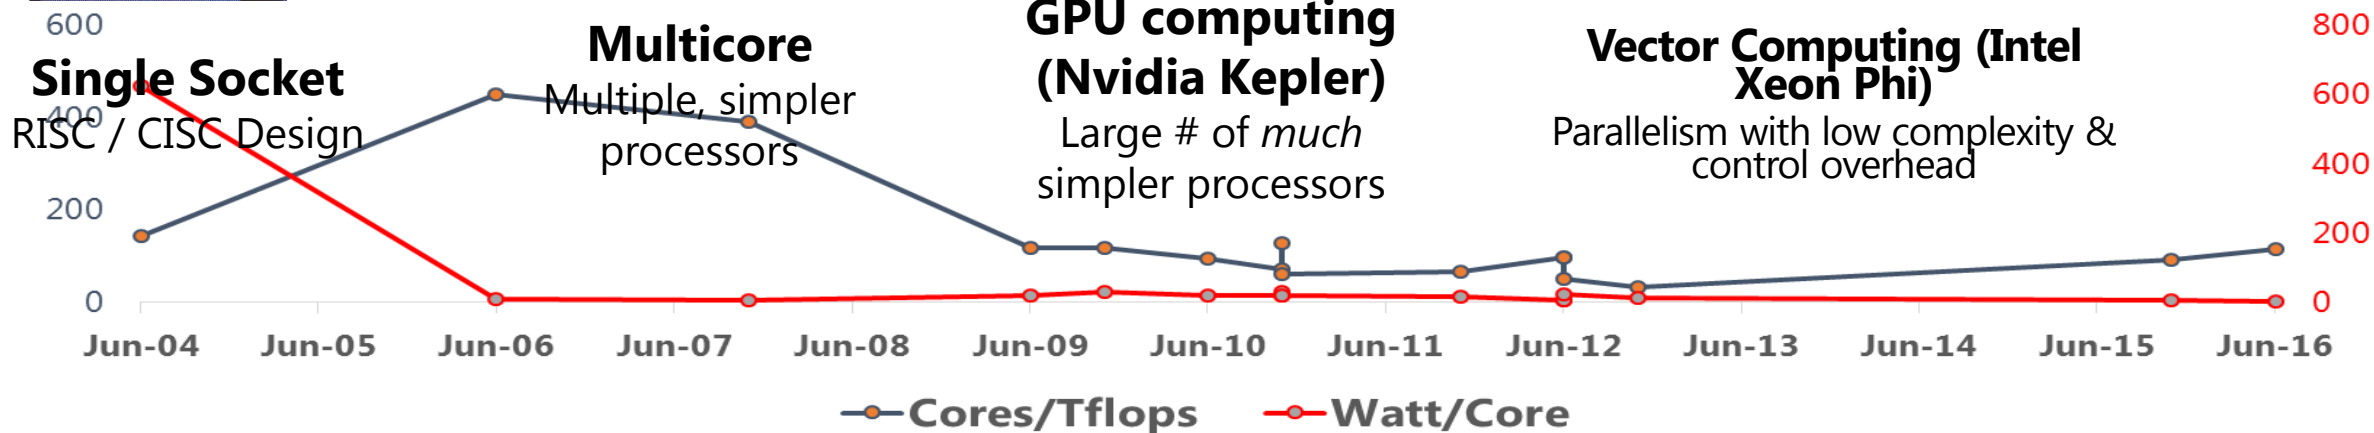 600
400
200
0
Single Socket
RISC / CISC Design
Multicore
Multiple, simpler
processors
GPU computing
(Nvidia Kepler)
Large # of much
simpler processors
Vector Computing (Intel
Xeon Phi)
Parallelism with low complexity &
control overhead
800
600
400
200
0
Jun-04 Jun-05 Jun-06 Jun-07 Jun-08 Jun-09 Jun-10 Jun-11 Jun-12 Jun-13 Jun-14 Jun-15 Jun-16
Cores/Tflops Watt/Core